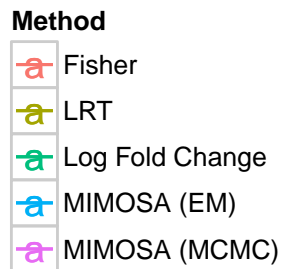 Method
a Fisher
a LRT
a Log Fold Change
a MIMOSA (EM)
a MIMOSA (MCMC)